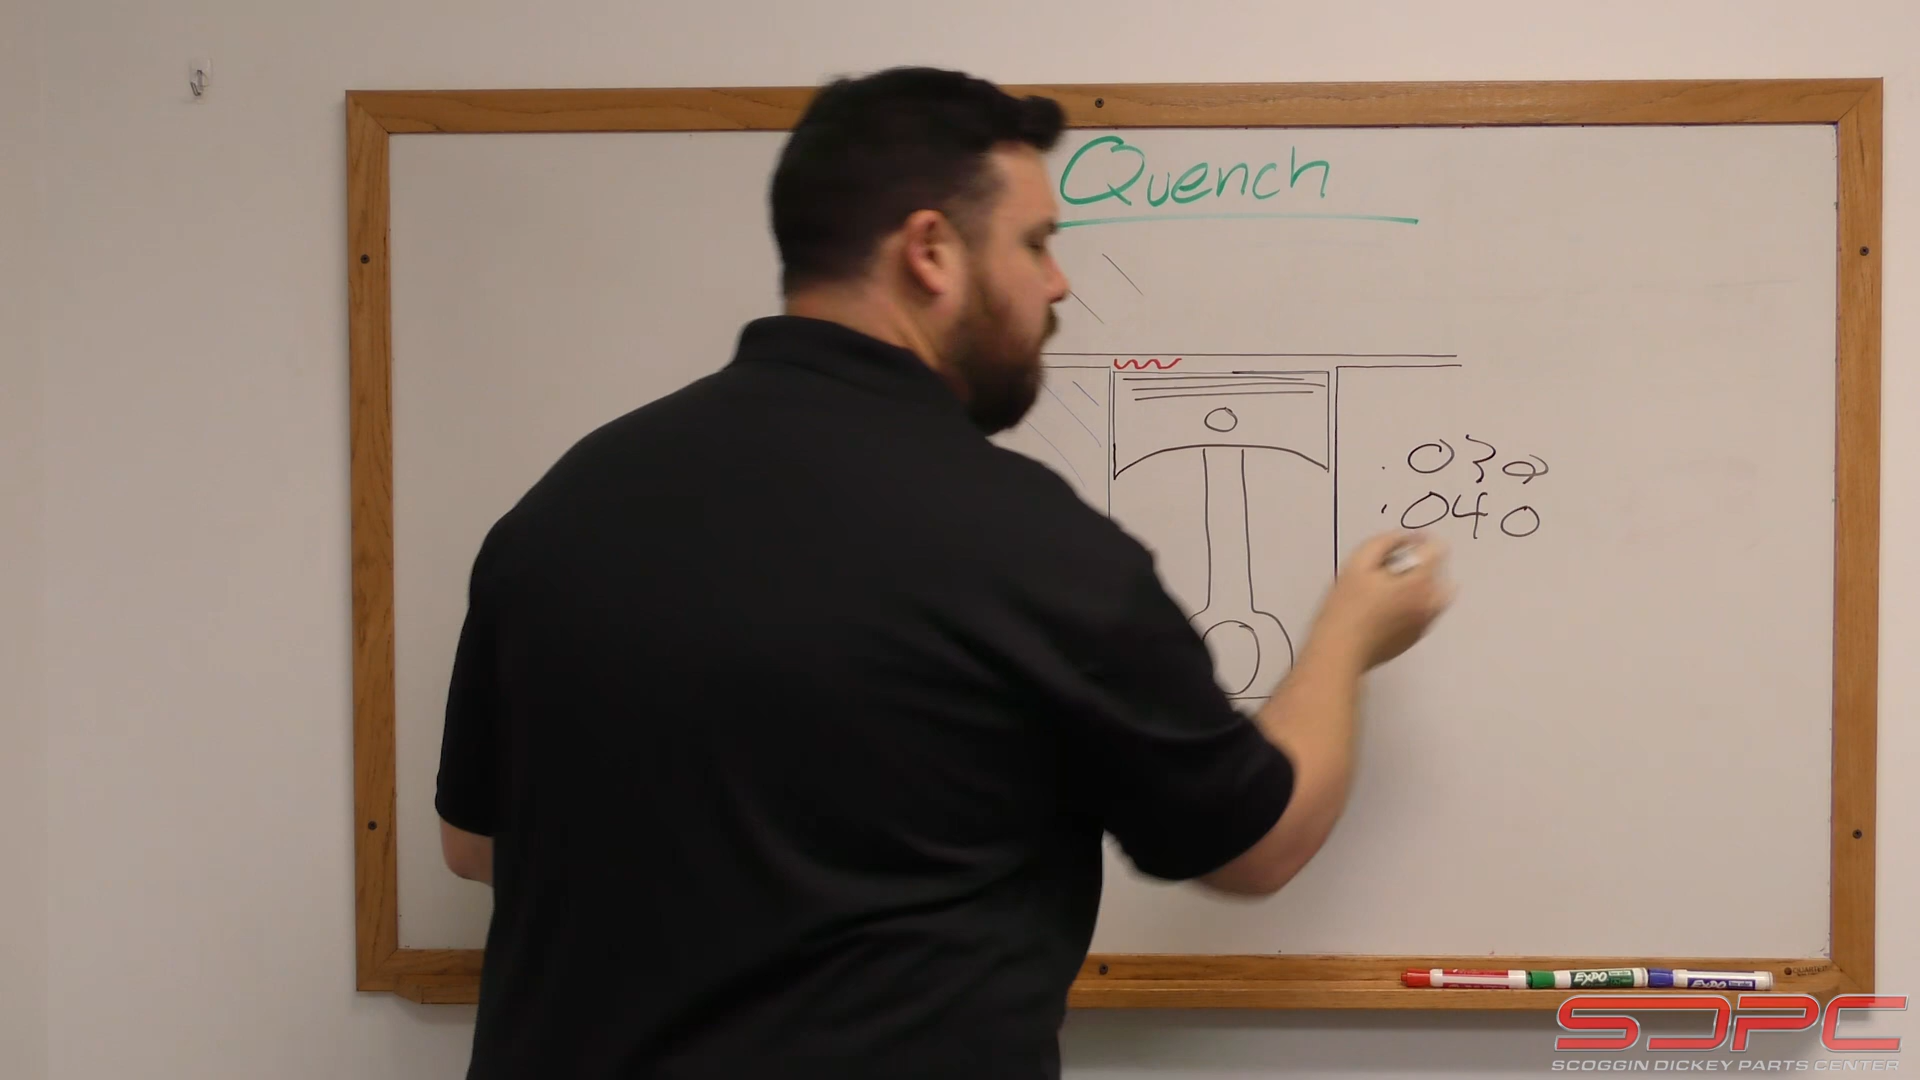 Quench
.030
.040
EXPO
EXPO
SDPC
SCOGGIN DICKEY PARTS CENTER